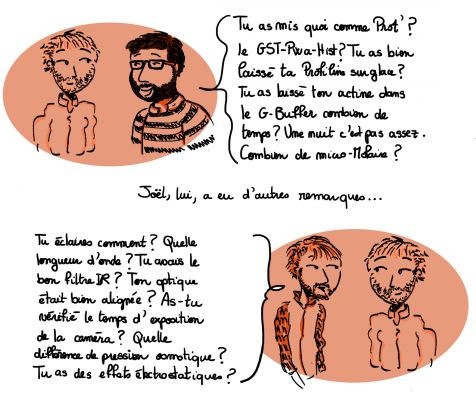 Tu as mis quoi comme Prot' ?
le GST-Rwa-Hist ? Tu as bien
laissé ta Profiline sur glace ?
Tu as laissé ton actine dans
le G-Buffer combien de
temps ? Une nuit c'est pas assez.
Combien de micro-Molaire ?
Joël, lui, a eu d'autres remarques...
Tu éclaires comment ? Quelle
longueur d'onde ? Tu avais le
bon filtre IR ? Ton optique
était bien alignée ? As-tu
vérifié le temps d'exposition
de la caméra ? Quelle
différence de pression osmotique ?
Tu as des effets électrostatiques ?